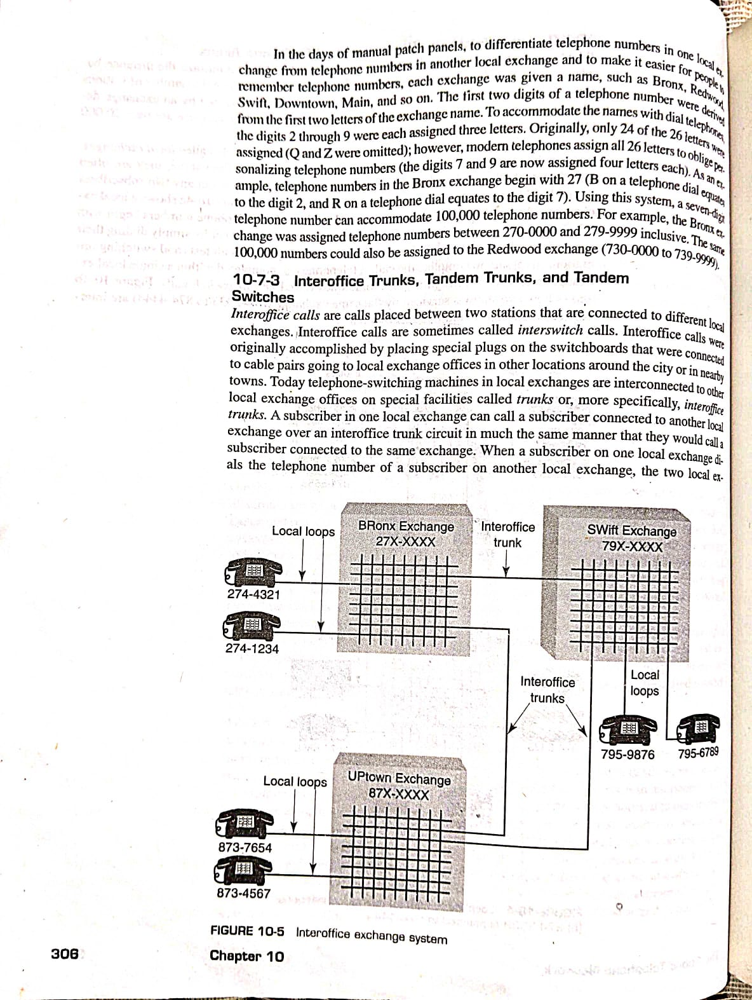 In the days of manual patch panels, to differentiate telephone numbers in one local ex-
change from telephone numbers in another local exchange and to make it easier for people to
remember telephone numbers, each exchange was given a name, such as Bronx, Redwood,
Swift, Downtown, Main, and so on. The first two digits of a telephone number were derived
from the first two letters of the exchange name. To accommodate the names with dial telephones,
the digits 2 through 9 were each assigned three letters. Originally, only 24 of the 26 letters were
assigned (Q and Z were omitted); however, modern telephones assign all 26 letters to oblige per-
sonalizing telephone numbers (the digits 7 and 9 are now assigned four letters each). As an ex-
ample, telephone numbers in the Bronx exchange begin with 27 (B on a telephone dial equates
to the digit 2, and R on a telephone dial equates to the digit 7). Using this system, a seven-digit
telephone number can accommodate 100,000 telephone numbers. For example, the Bronx ex-
change was assigned telephone numbers between 270-0000 and 279-9999 inclusive. The same
100,000 numbers could also be assigned to the Redwood exchange (730-0000 to 739-9999).
10-7-3 Interoffice Trunks, Tandem Trunks, and Tandem
Switches
Interoffice calls are calls placed between two stations that are connected to different local
exchanges. Interoffice calls are sometimes called interswitch calls. Interoffice calls were
originally accomplished by placing special plugs on the switchboards that were connected
to cable pairs going to local exchange offices in other locations around the city or in nearby
towns. Today telephone-switching machines in local exchanges are interconnected to other
local exchange offices on special facilities called trunks or, more specifically, interoffice
trunks. A subscriber in one local exchange can call a subscriber connected to another local
exchange over an interoffice trunk circuit in much the same manner that they would call a
subscriber connected to the same exchange. When a subscriber on one local exchange di-
als the telephone number of a subscriber on another local exchange, the two local ex-
Local loops
BRonx Exchange
27X-XXXX
Interoffice
trunk
SWift Exchange
79X-XXXX
274-4321
274-1234
Interoffice
trunks
Local
loops
795-9876
795-6789
Local loops
UPtown Exchange
87X-XXXX
873-7654
873-4567
FIGURE 10-5 Interoffice exchange system
306
Chapter 10